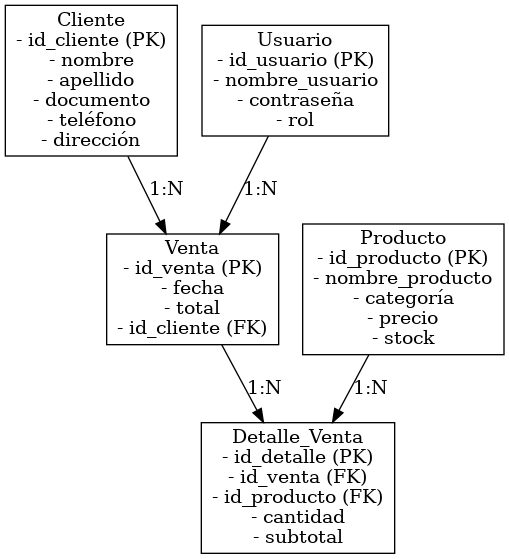 Cliente
- id_cliente (PK)
- nombre
- apellido
- documento
- teléfono
- dirección
Usuario
- id_usuario (PK)
- nombre_usuario
- contraseña
- rol
1:N
1:N
Venta
- id_venta (PK)
- fecha
- total
- id_cliente (FK)
Producto
- id_producto (PK)
- nombre_producto
- categoría
- precio
- stock
1:N
1:N
Detalle_Venta
- id_detalle (PK)
- id_venta (FK)
- id_producto (FK)
- cantidad
- subtotal